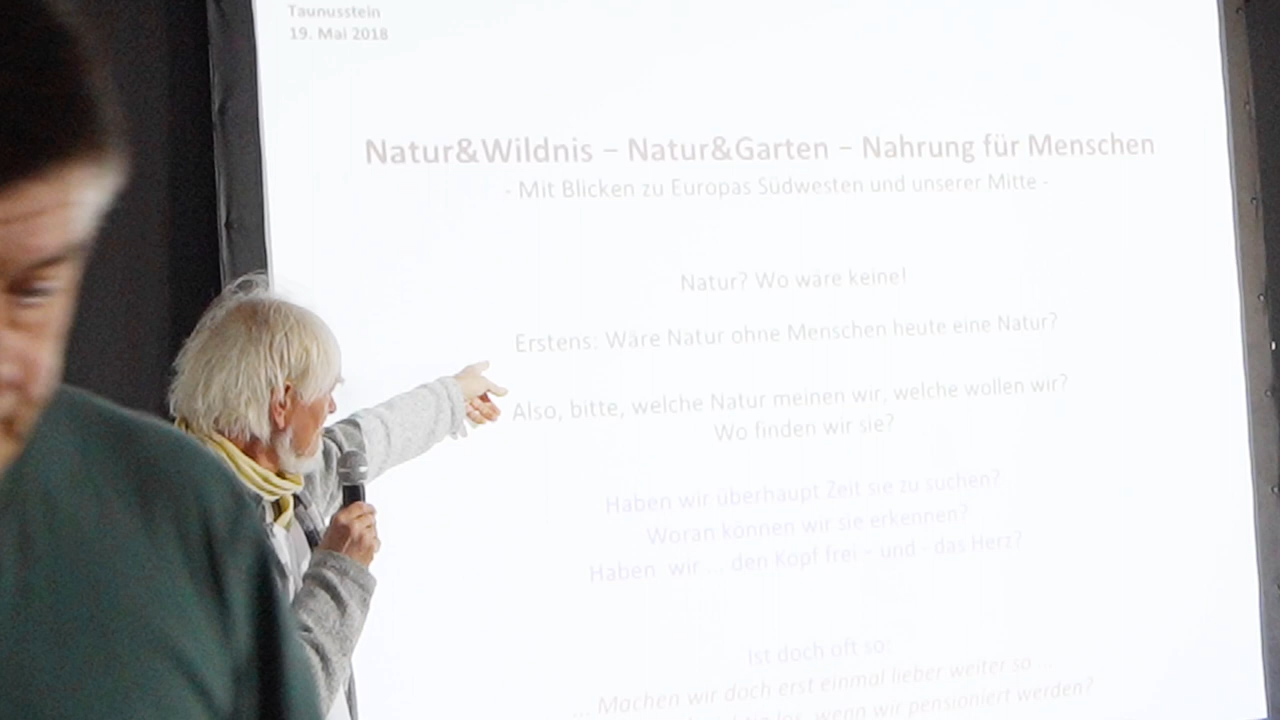 Taunusstein
19. Mai 2018
Natur&Wildnis – Natur&Garten – Nahrung für Menschen
- Mit Blicken zu Europas Südwesten und unserer Mitte -
Natur? Wo wäre keine!
Erstens: Wäre Natur ohne Menschen heute eine Natur?
Also, bitte, welche Natur meinen wir, welche wollen wir?
Wo finden wir sie?
Haben wir überhaupt Zeit sie zu suchen?
Woran können wir sie erkennen?
Haben wir ... den Kopf frei - und - das Herz?
Ist doch oft so:
... Machen wir doch erst einmal lieber weiter so ...
los, wenn wir pensioniert werden?